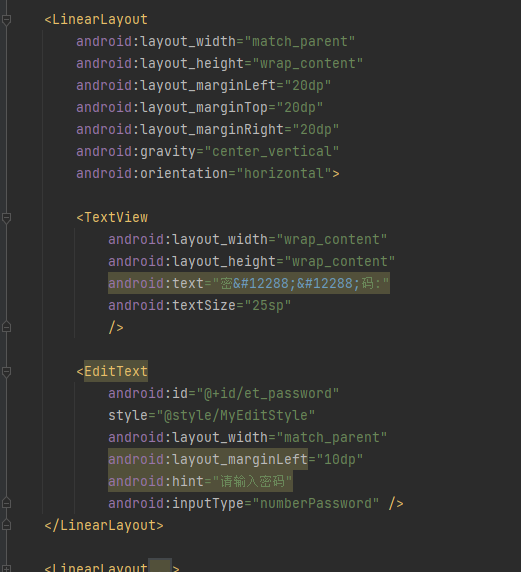 <LinearLayout
android:layout_width="match_parent"
android:layout_height="wrap_content"
android:layout_marginLeft="20dp"
android:layout_marginTop="20dp"
android:layout_marginRight="20dp"
android:gravity="center_vertical"
android:orientation="horizontal">
<TextView
android:layout_width="wrap_content"
android:layout_height="wrap_content"
android:text="密&#12288;&#12288;码:"
android:textSize="25sp"
/>
<EditText
android:id="@+id/et_password"
style="@style/MyEditStyle"
android:layout_width="match_parent"
android:layout_marginLeft="10dp"
android:hint="请输入密码"
android:inputType="numberPassword" />
</LinearLayout>
<LinearLayout...>